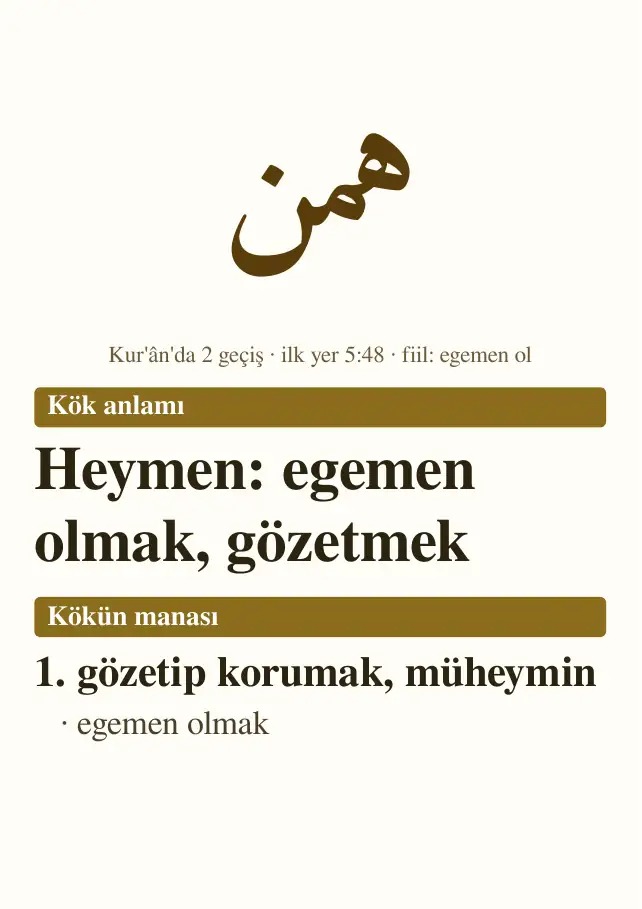 همن
Kur'ân'da 2 geçiş · ilk yer 5:48 · fiil: egemen ol
Kök anlamı
Heymen: egemen
olmak, gözetmek
Kökün manası
1. gözetip korumak, müheymin
· egemen olmak